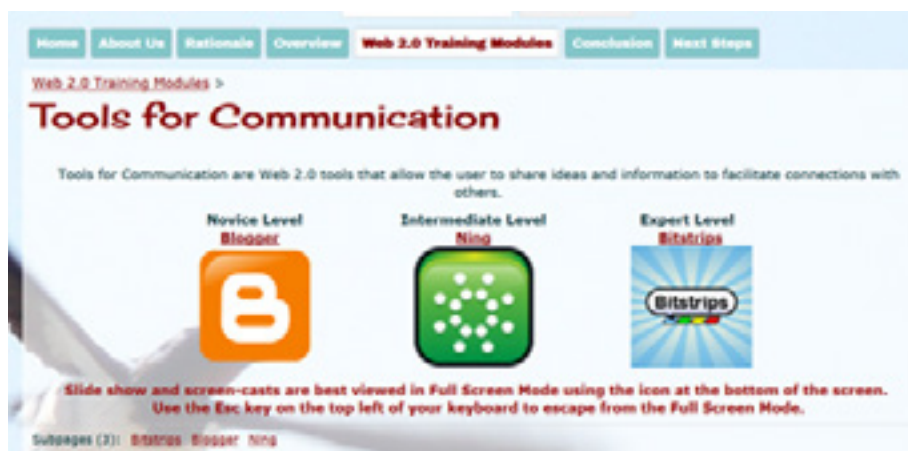 Home About Us Rationale Overview Web 2.0 Training Modules Conclusion Next Steps
Web 2.0 Training Modules >
Tools for Communication
Tools for Communication are Web 2.0 tools that allow the user to share ideas and information to facilitate connections with
others.
Novice Level Intermediate Level Expert Level
Blogger Ning Bitstrips
B
Bitstrips
Slide show and screen-casts are best viewed in Full Screen Mode using the icon at the bottom of the screen.
Use the Esc key on the top left of your keyboard to escape from the Full Screen Mode.
Subpages (3): Bitstrips Blogger Ning